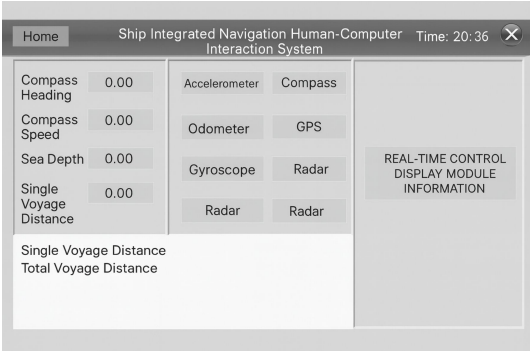 Home
Ship Integrated Navigation Human-Computer
Interaction System
Time: 20:36
Compass
Heading
0.00
Compass
Speed
0.00
Sea Depth
0.00
Single
Voyage
Distance
0.00
Accelerometer
Compass
Odometer
GPS
Gyroscope
Radar
Radar
Radar
REAL-TIME CONTROL
DISPLAY MODULE
INFORMATION
Single Voyage Distance
Total Voyage Distance